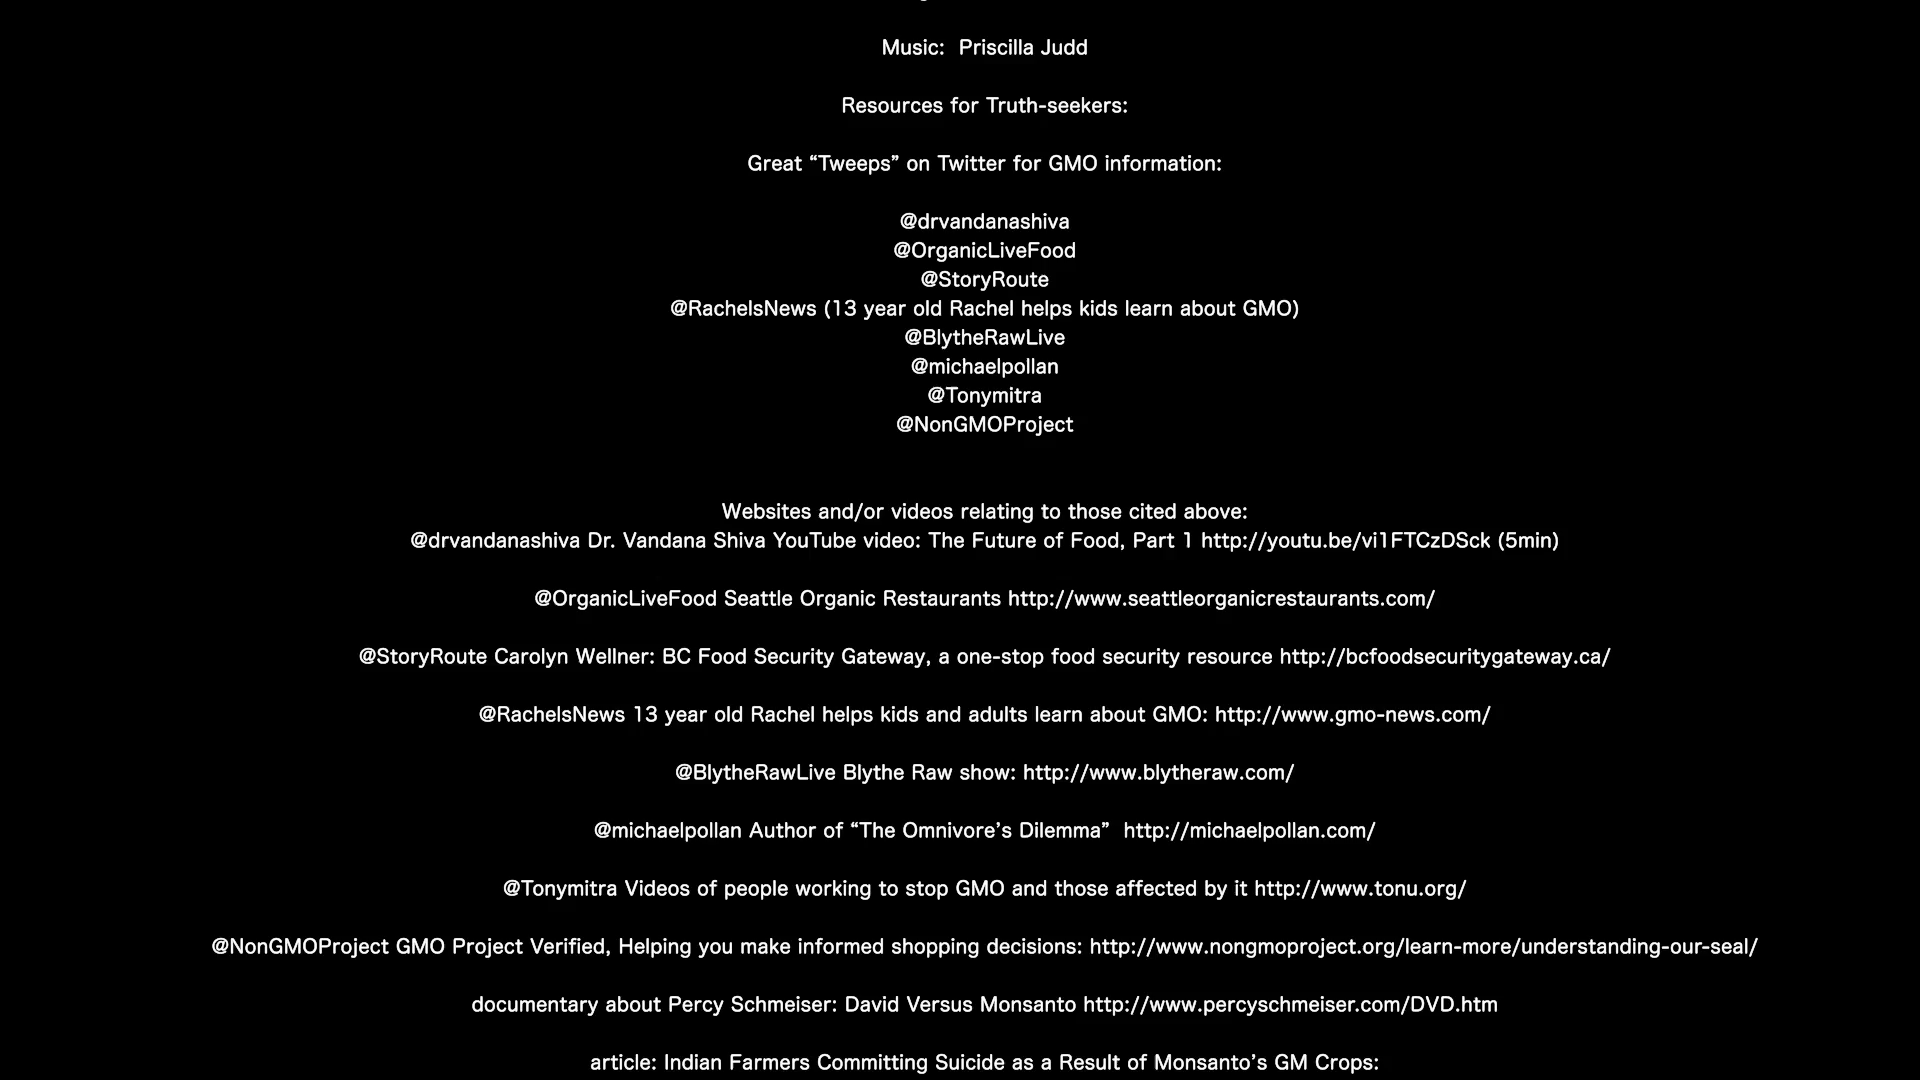 Music:  Priscilla Judd
Resources for Truth-seekers:
Great “Tweeps” on Twitter for GMO information:
@drvandanashiva
@OrganicLiveFood
@StoryRoute
@RachelsNews (13 year old Rachel helps kids learn about GMO)
@BlytheRawLive
@michaelpollan
@Tonymitra
@NonGMOProject
Websites and/or videos relating to those cited above:
@drvandanashiva Dr. Vandana Shiva YouTube video: The Future of Food, Part 1 http://youtu.be/vi1FTCzDSck (5min)
@OrganicLiveFood Seattle Organic Restaurants http://www.seattleorganicrestaurants.com/
@StoryRoute Carolyn Wellner: BC Food Security Gateway, a one-stop food security resource http://bcfoodsecuritygateway.ca/
@RachelsNews 13 year old Rachel helps kids and adults learn about GMO: http://www.gmo-news.com/
@BlytheRawLive Blythe Raw show: http://www.blytheraw.com/
@michaelpollan Author of “The Omnivore’s Dilemma”  http://michaelpollan.com/
@Tonymitra Videos of people working to stop GMO and those affected by it http://www.tonu.org/
@NonGMOProject GMO Project Verified, Helping you make informed shopping decisions: http://www.nongmoproject.org/learn-more/understanding-our-seal/
documentary about Percy Schmeiser: David Versus Monsanto http://www.percyschmeiser.com/DVD.htm
article: Indian Farmers Committing Suicide as a Result of Monsanto’s GM Crops: